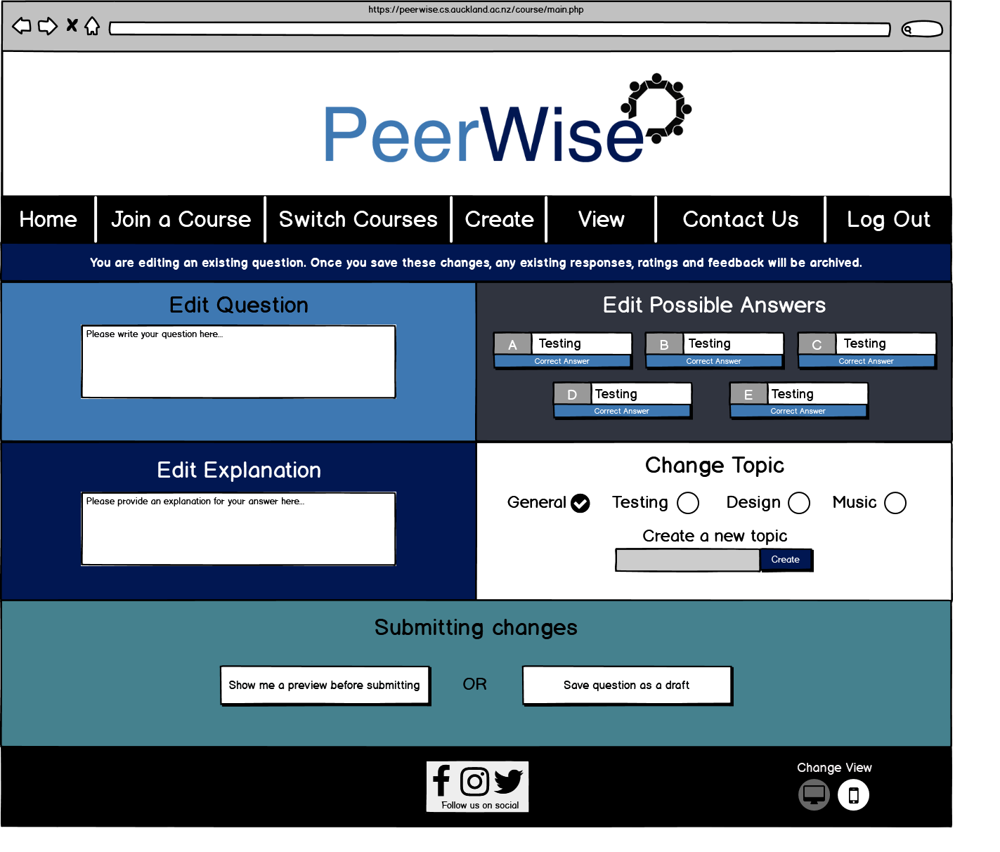 https://peerwise.cs.auckland.ac.nz/course/main.php
PeerWise
Home Join a Course Switch Courses Create View Contact Us Log Out
You are editing an existing question. Once you save these changes, any existing responses, ratings and feedback will be archived.
Edit Question
Please write your question here...
Edit Possible Answers
A Testing B Testing C Testing
Correct Answer Correct Answer Correct Answer
D Testing E Testing
Correct Answer Correct Answer
Edit Explanation
Please provide an explanation for your answer here...
Change Topic
General Testing Design Music
Create a new topic
Create
Submitting changes
Show me a preview before submitting OR Save question as a draft
Follow us on social
Change View